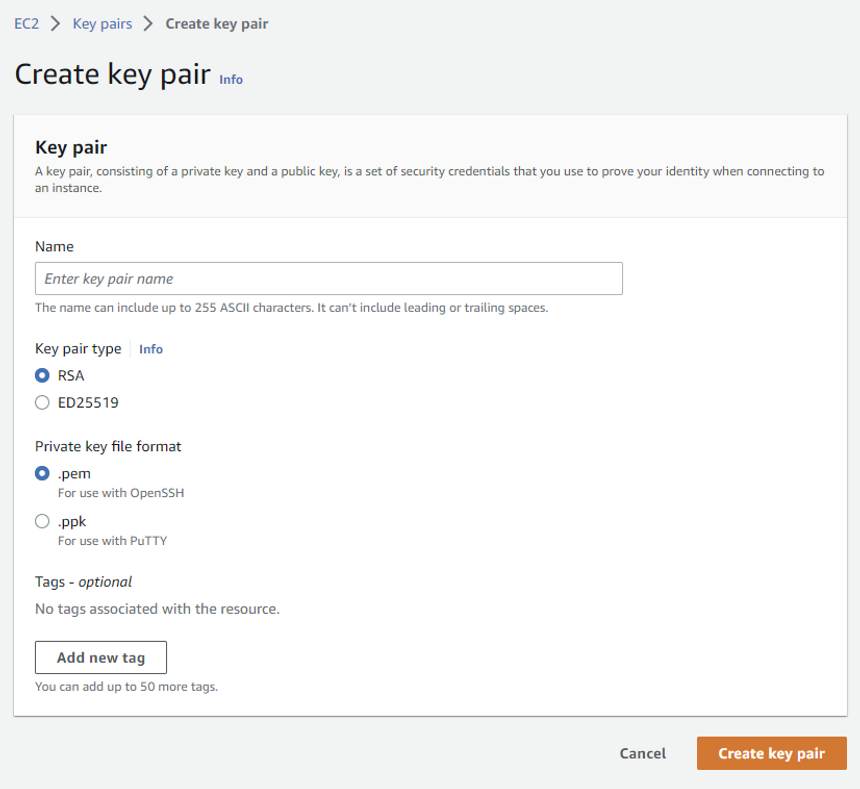 EC2 > Key pairs > Create key pair
Create key pair Info
Key pair
A key pair, consisting of a private key and a public key, is a set of security credentials that you use to prove your identity when connecting to
an instance.
Name
Enter key pair name
The name can include up to 255 ASCII characters. It can't include leading or trailing spaces.
Key pair type Info
RSA
ED25519
Private key file format
.pem
For use with OpenSSH
.ppk
For use with PuTTY
Tags - optional
No tags associated with the resource.
Add new tag
You can add up to 50 more tags.
Cancel Create key pair